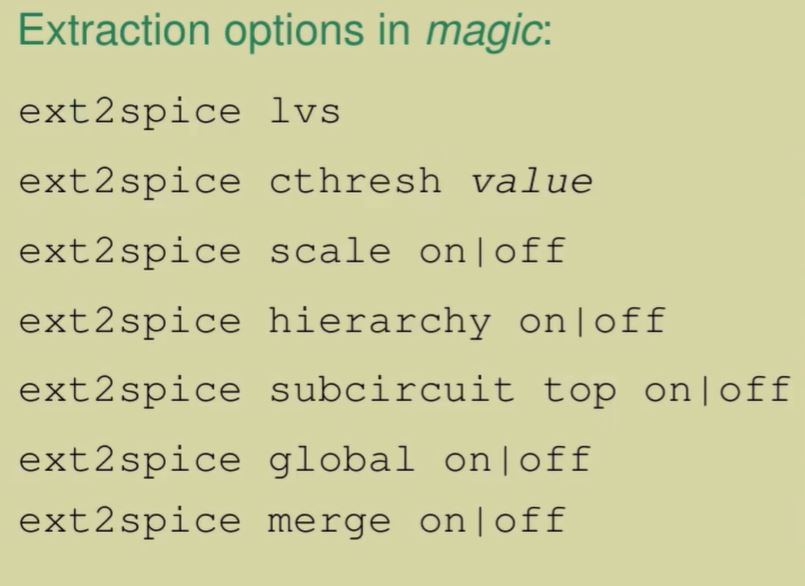 Extraction options in magic:
ext2spice lvs
ext2spice cthresh value
ext2spice scale on|off
ext2spice hierarchy on|off
ext2spice subcircuit top on|off
ext2spice global on|off
ext2spice merge on|off